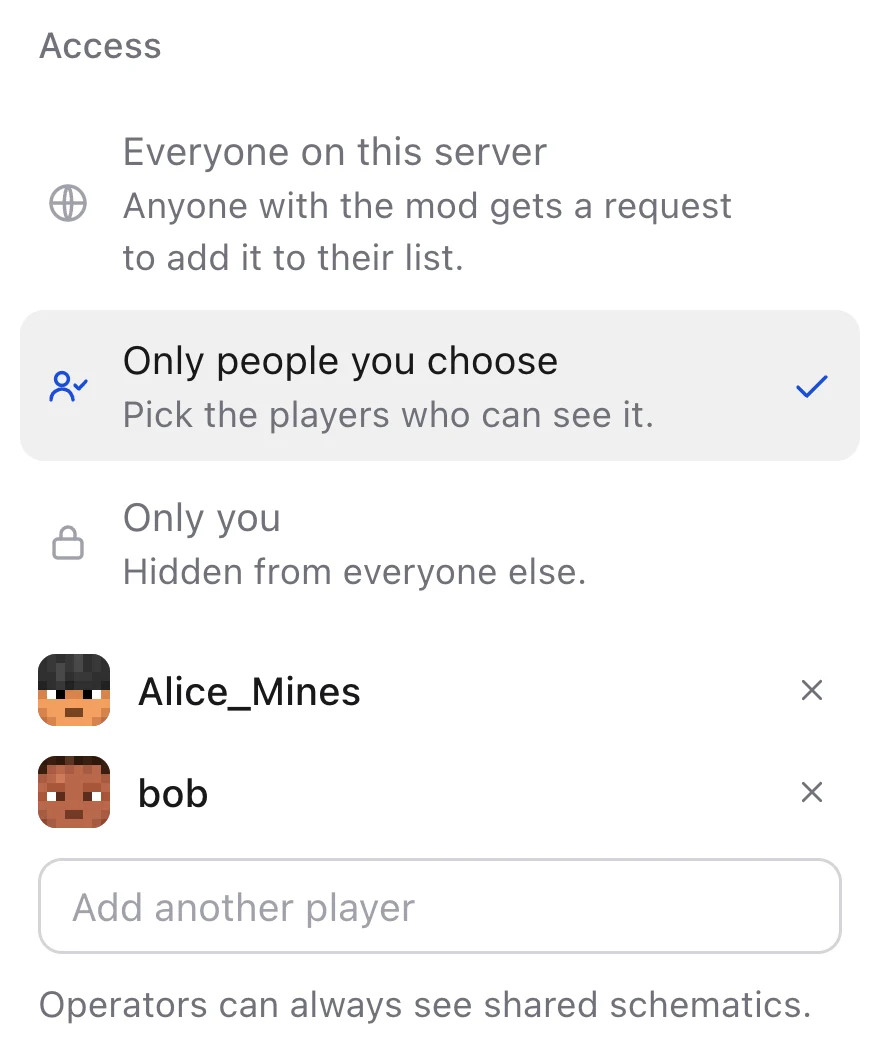 Access
Everyone on this server
Anyone with the mod gets a request
to add it to their list.
Only people you choose
Pick the players who can see it.
Only you
Hidden from everyone else.
Alice_Mines
bob
Add another player
Operators can always see shared schematics.